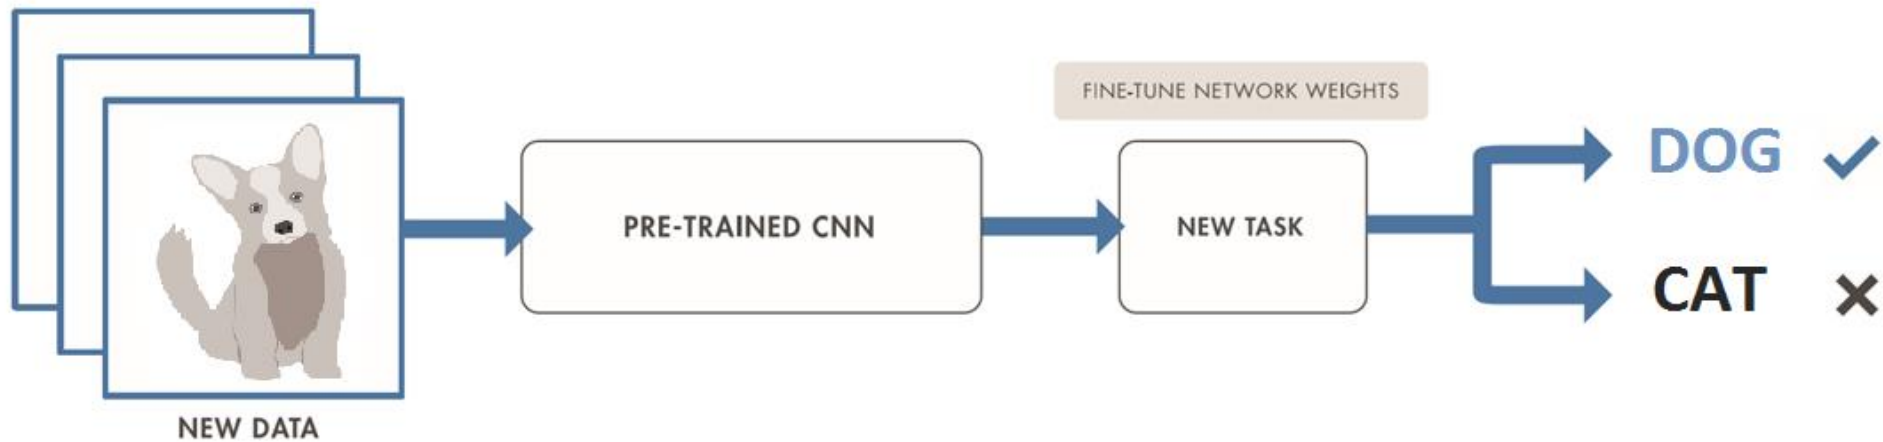 NEW DATA
PRE-TRAINED CNN
FINE-TUNE NETWORK WEIGHTS
NEW TASK
DOG
CAT